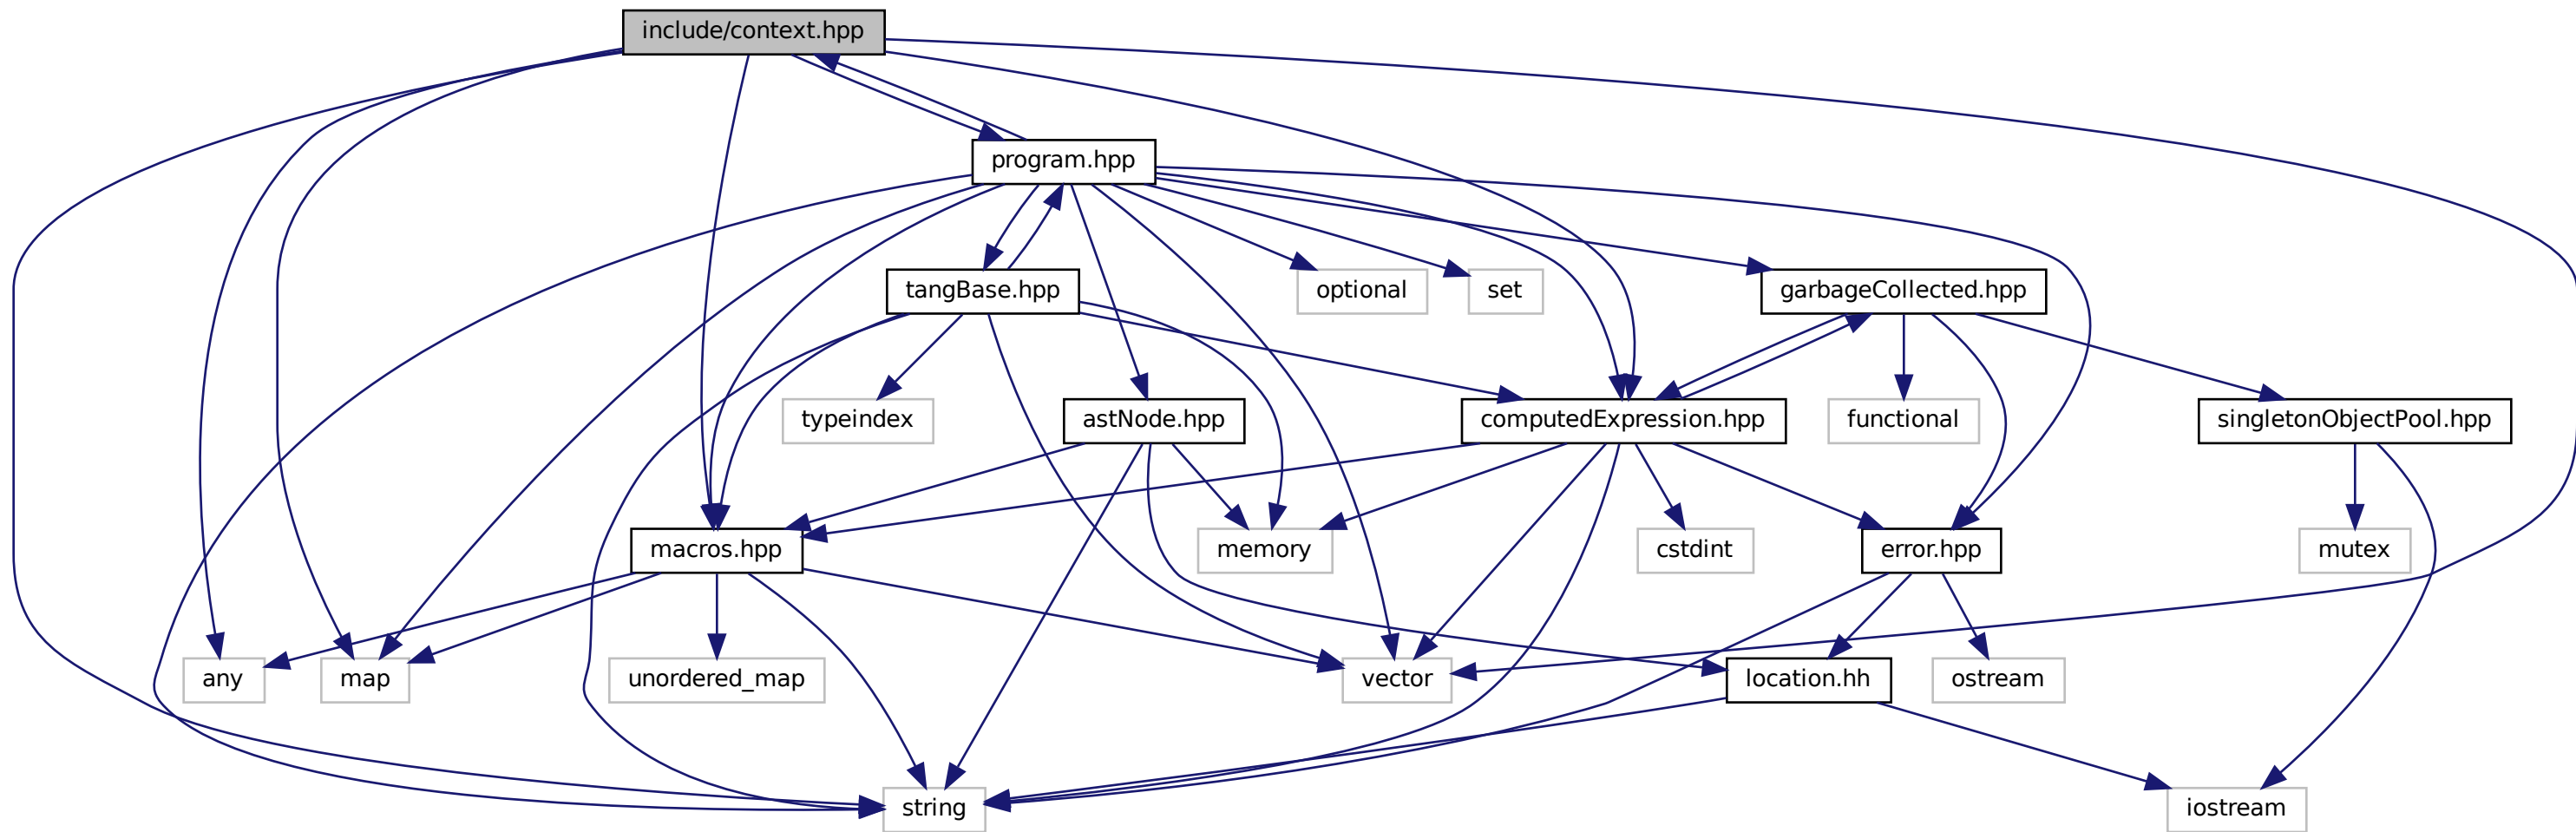 include/context.hpp
program.hpp
tangBase.hpp
optional
set
garbageCollected.hpp
typeindex
astNode.hpp
computedExpression.hpp
functional
singletonObjectPool.hpp
macros.hpp
memory
cstdint
error.hpp
mutex
any
map
unordered_map
vector
location.hh
ostream
string
iostream